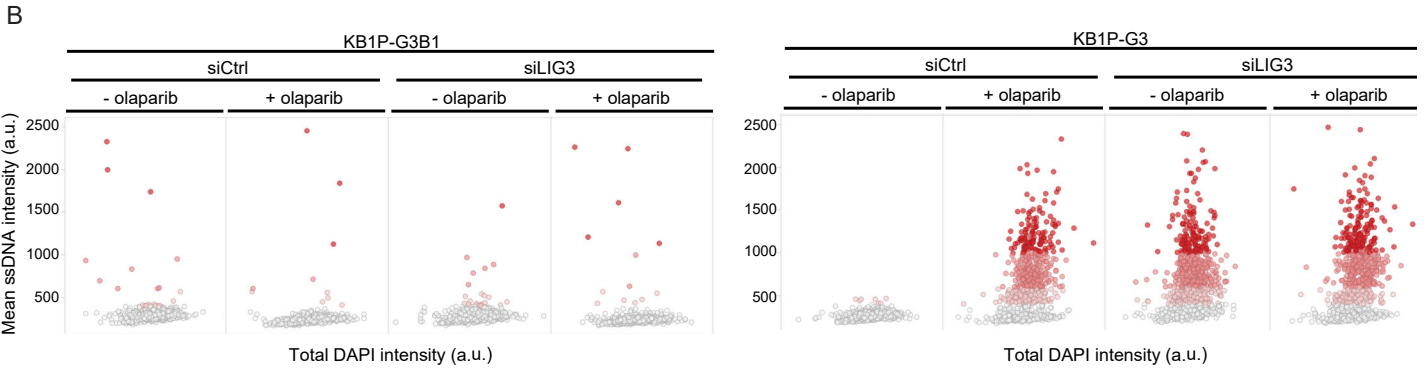 B
KB1P-G3B1
siCtrl siLIG3
- olaparib + olaparib - olaparib + olaparib
Mean ssDNA intensity (a.u.)
2500
2000
1500
1000
500
Total DAPI intensity (a.u.)
KB1P-G3
siCtrl siLIG3
- olaparib + olaparib - olaparib + olaparib
2500
2000
1500
1000
500
Total DAPI intensity (a.u.)